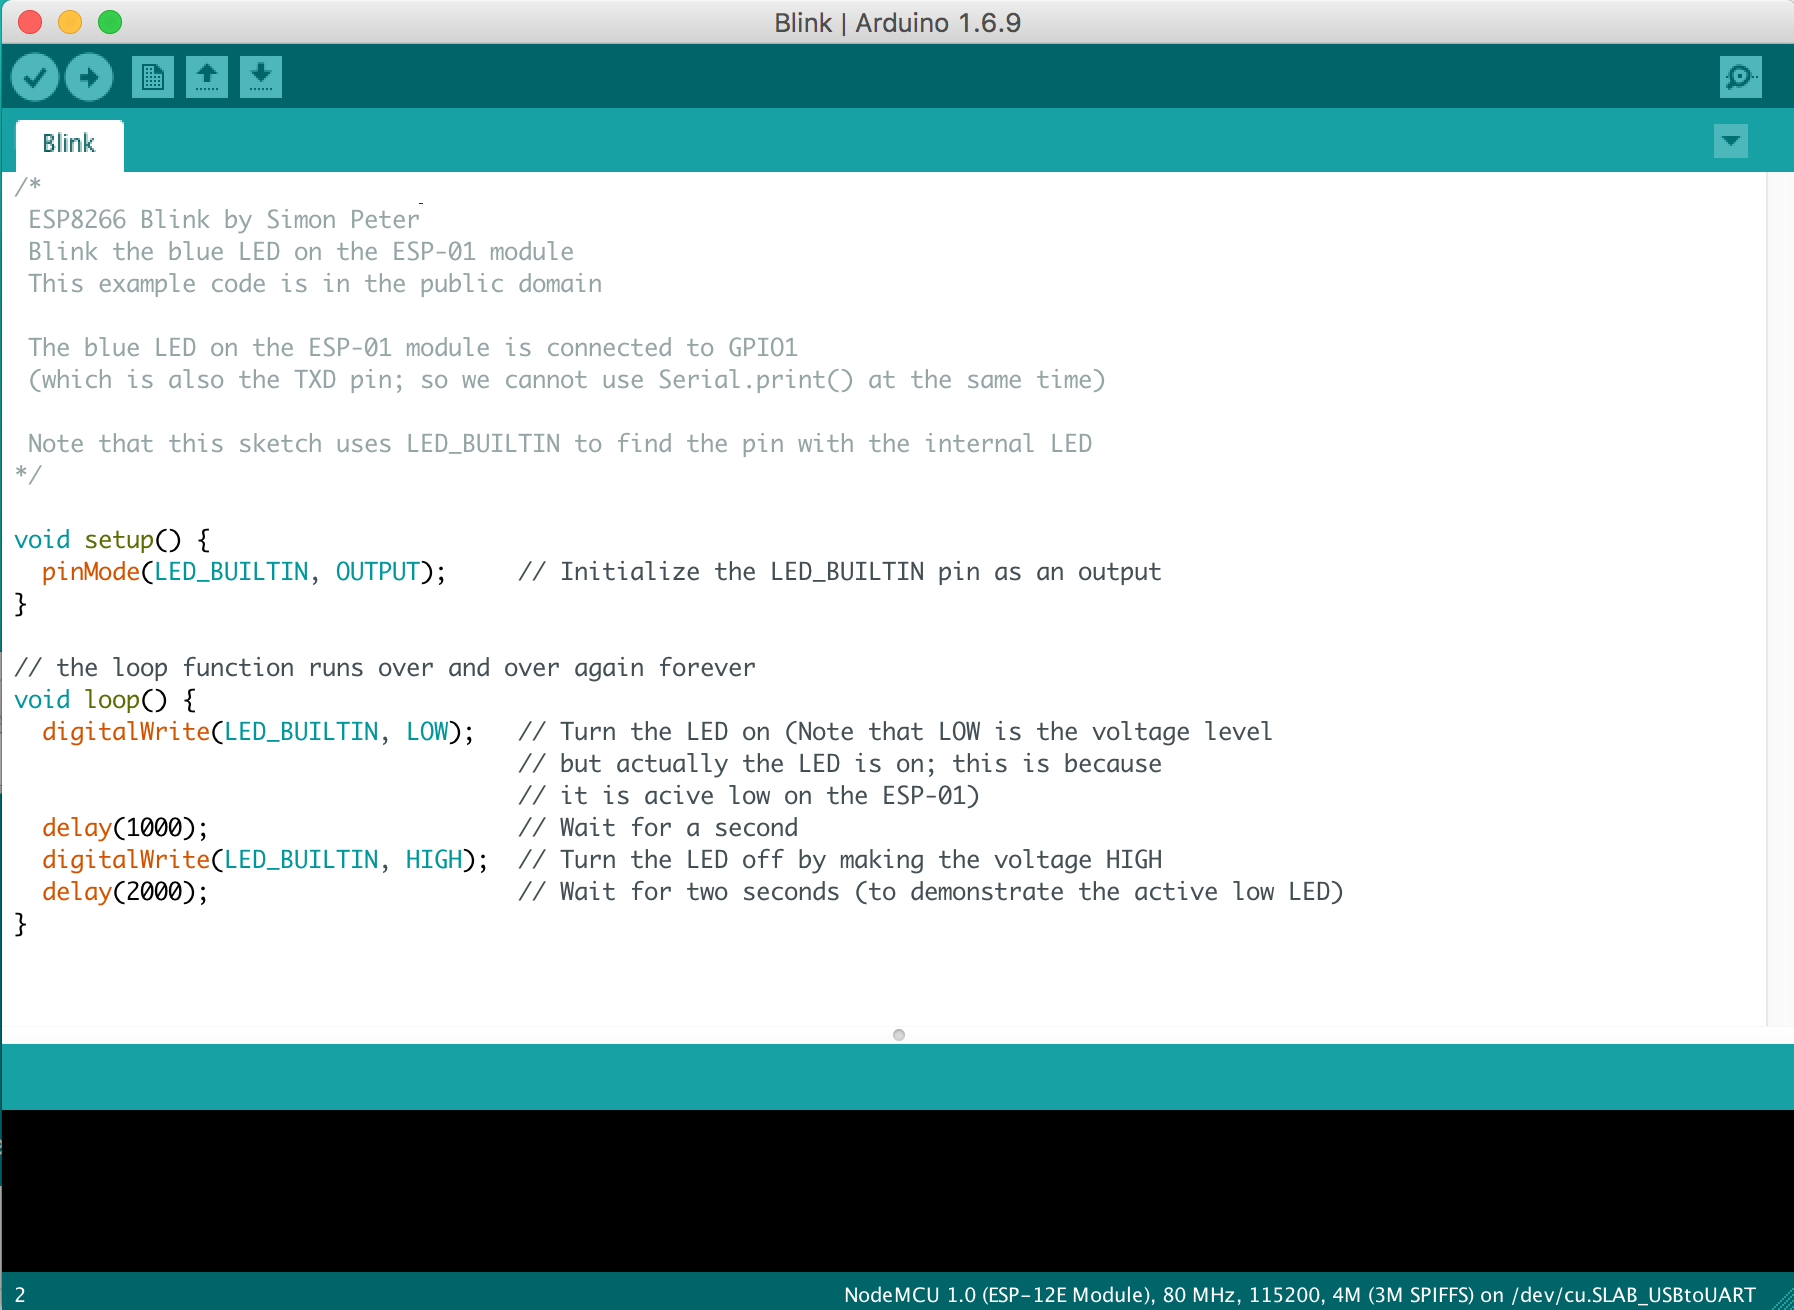 Blink | Arduino 1.6.9
Blink
/*
 ESP8266 Blink by Simon Peter
 Blink the blue LED on the ESP-01 module
 This example code is in the public domain

 The blue LED on the ESP-01 module is connected to GPIO1
 (which is also the TXD pin; so we cannot use Serial.print() at the same time)

 Note that this sketch uses LED_BUILTIN to find the pin with the internal LED
*/

void setup() {
  pinMode(LED_BUILTIN, OUTPUT);     // Initialize the LED_BUILTIN pin as an output
}

// the loop function runs over and over again forever
void loop() {
  digitalWrite(LED_BUILTIN, LOW);   // Turn the LED on (Note that LOW is the voltage level
                                    // but actually the LED is on; this is because
                                    // it is acive low on the ESP-01)
  delay(1000);                      // Wait for a second
  digitalWrite(LED_BUILTIN, HIGH);  // Turn the LED off by making the voltage HIGH
  delay(2000);                      // Wait for two seconds (to demonstrate the active low LED)
}
2 NodeMCU 1.0 (ESP-12E Module), 80 MHz, 115200, 4M (3M SPIFFS) on /dev/cu.SLAB_USBtoUART